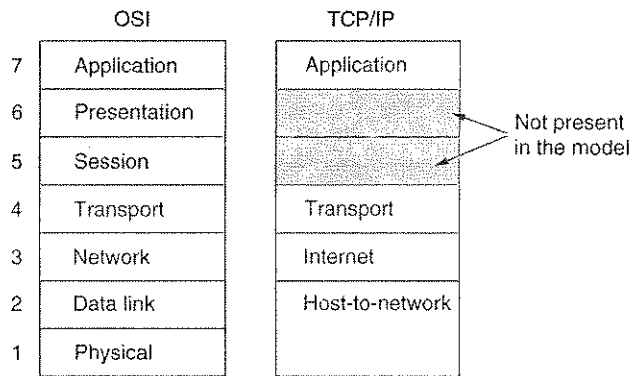 OSI TCP/IP
7 Application Application
6 Presentation
Not present
in the model
5 Session
4 Transport Transport
3 Network Internet
2 Data link Host-to-network
1 Physical